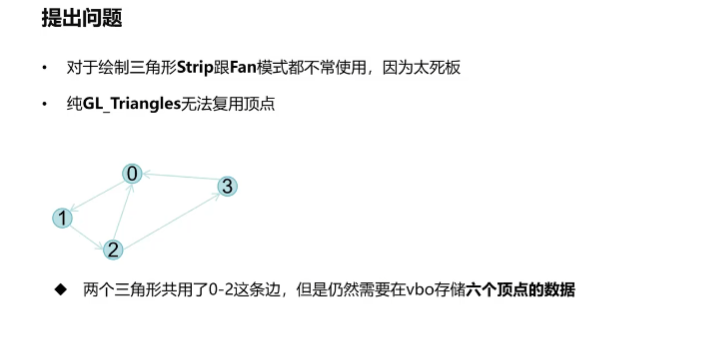 提出问题
• 对于绘制三角形Strip跟Fan模式都不常使用，因为太死板
• 纯GL_Triangles无法复用顶点
0
3
1
2
◆ 两个三角形共用了0-2这条边，但是仍然需要在vbo存储六个顶点的数据